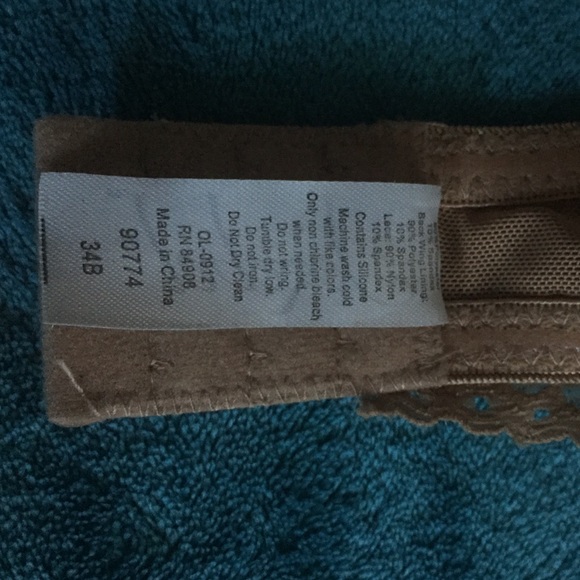 Back Wing Lining:
90% Polyester
10% Spandex
Lace 90% Nylon
10% Spandex
Contains Silicone
Machine wash cold
with like colors.
Only non chlorine bleach
when needed.
Do not wring.
Tumble dry low.
Do not iron.
Do Not Dry Clean
OL-0912
RN 84908
Made in China
90774
34B